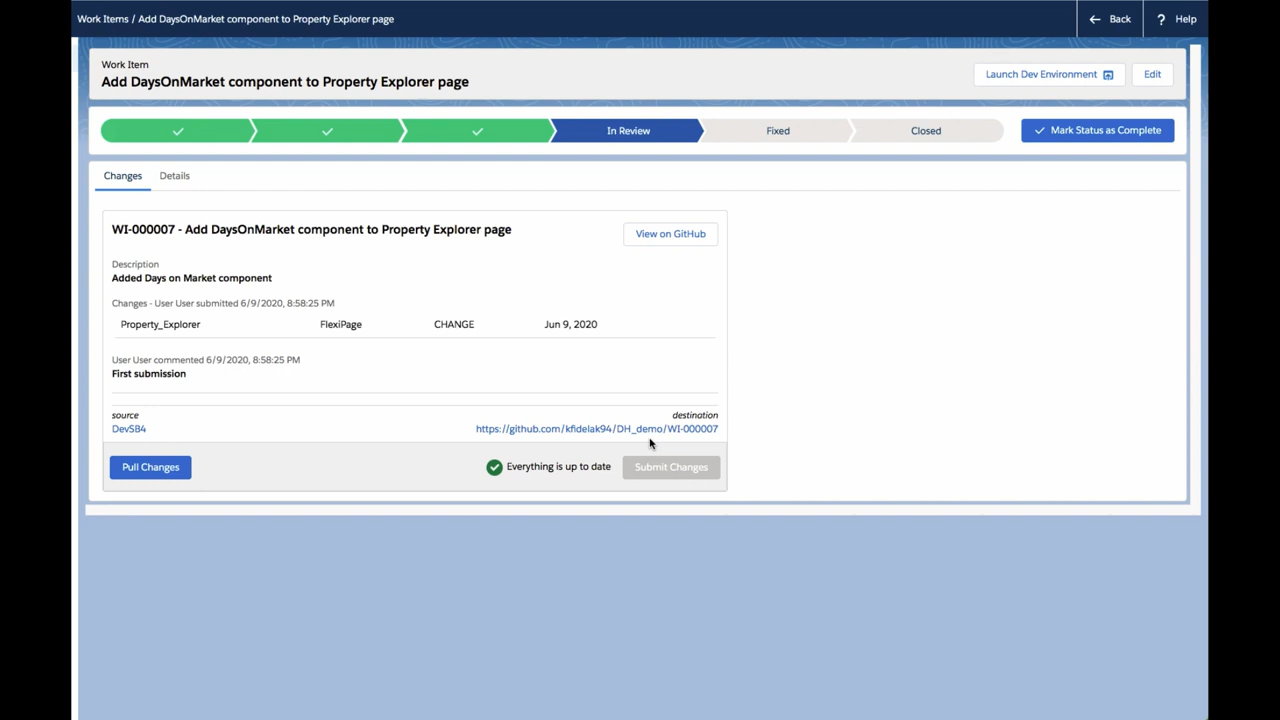 Work Items / Add DaysOnMarket component to Property Explorer page
Back
? Help
Work Item
Add DaysOnMarket component to Property Explorer page
Launch Dev Environment
Edit
In Review
Fixed
Closed
Mark Status as Complete
Changes
Details
WI-000007 - Add DaysOnMarket component to Property Explorer page
View on GitHub
Description
Added Days on Market component
Changes - User User submitted 6/9/2020, 8:58:25 PM
Property_Explorer FlexiPage CHANGE Jun 9, 2020
User User commented 6/9/2020, 8:58:25 PM
First submission
source
destination
DevSB4
https://github.com/kfidelak94/DH_demo/WI-000007
Pull Changes
Everything is up to date
Submit Changes